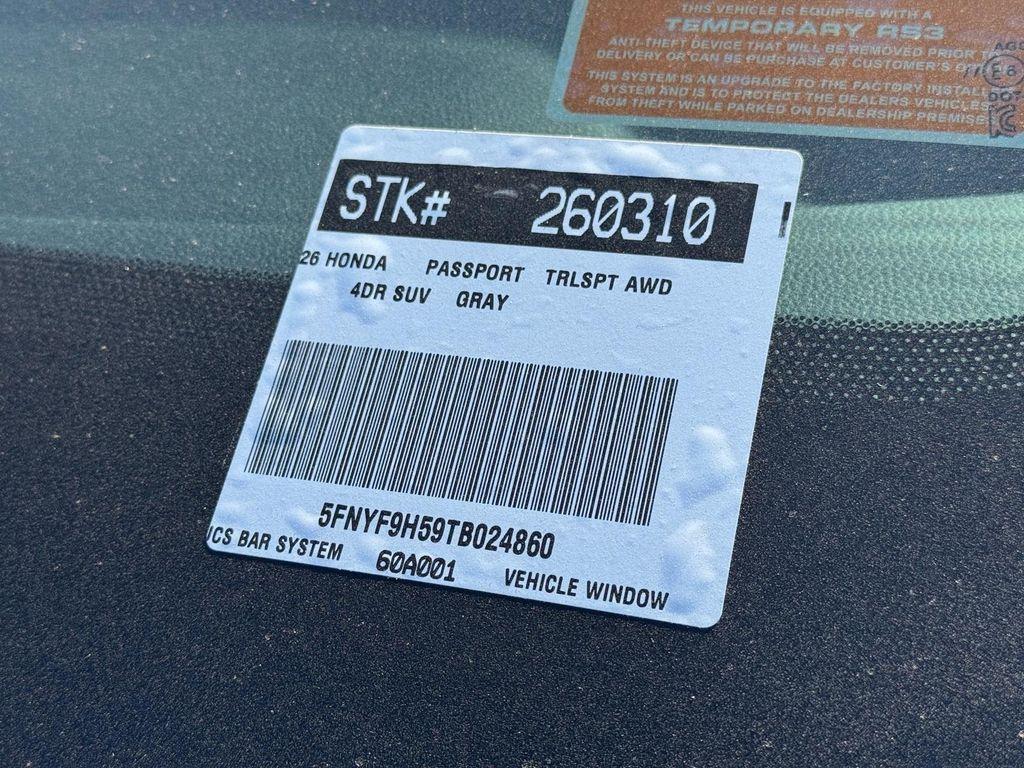 THIS VEHICLE IS EQUIPPED WITH A
TEMPORARY RS3
ANTI-THEFT DEVICE THAT WILL BE REMOVED PRIOR
DELIVERY OR CAN BE PURCHASE AT CUSTOMER'S
THIS SYSTEM IS AN UPGRADE TO THE FACTORY
SYSTEM AND IS TO PROTECT THE DEALERS VEHICLES
FROM THEFT WHILE PARKED ON DEALERSHIP
STK# 260310
26 HONDA PASSPORT TRLSPT AWD
4DR SUV GRAY
5FNYF9H59TB024860
BAR SYSTEM 60A001 VEHICLE WINDOW